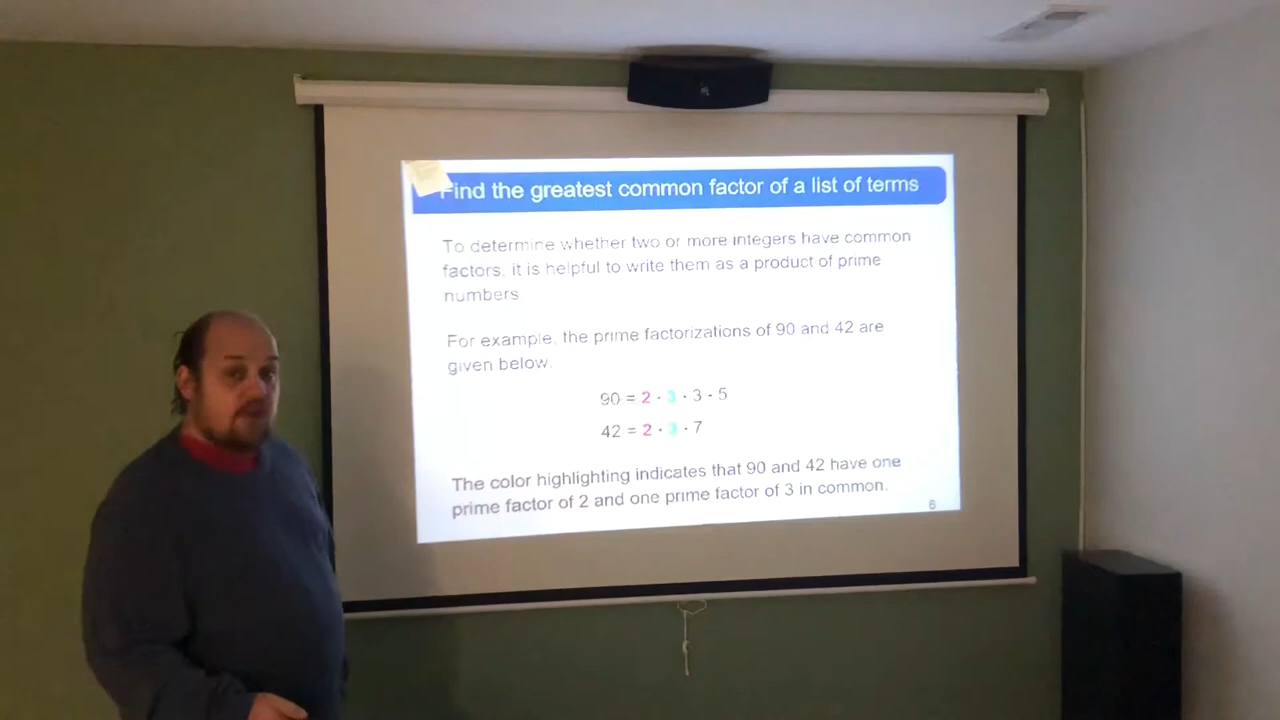 Find the greatest common factor of a list of terms
To determine whether two or more integers have common
factors, it is helpful to write them as a product of prime
numbers
For example, the prime factorizations of 90 and 42 are
given below.
90 = 2 · 3 · 3 · 5
42 = 2 · 3 · 7
The color highlighting indicates that 90 and 42 have one
prime factor of 2 and one prime factor of 3 in common.
6